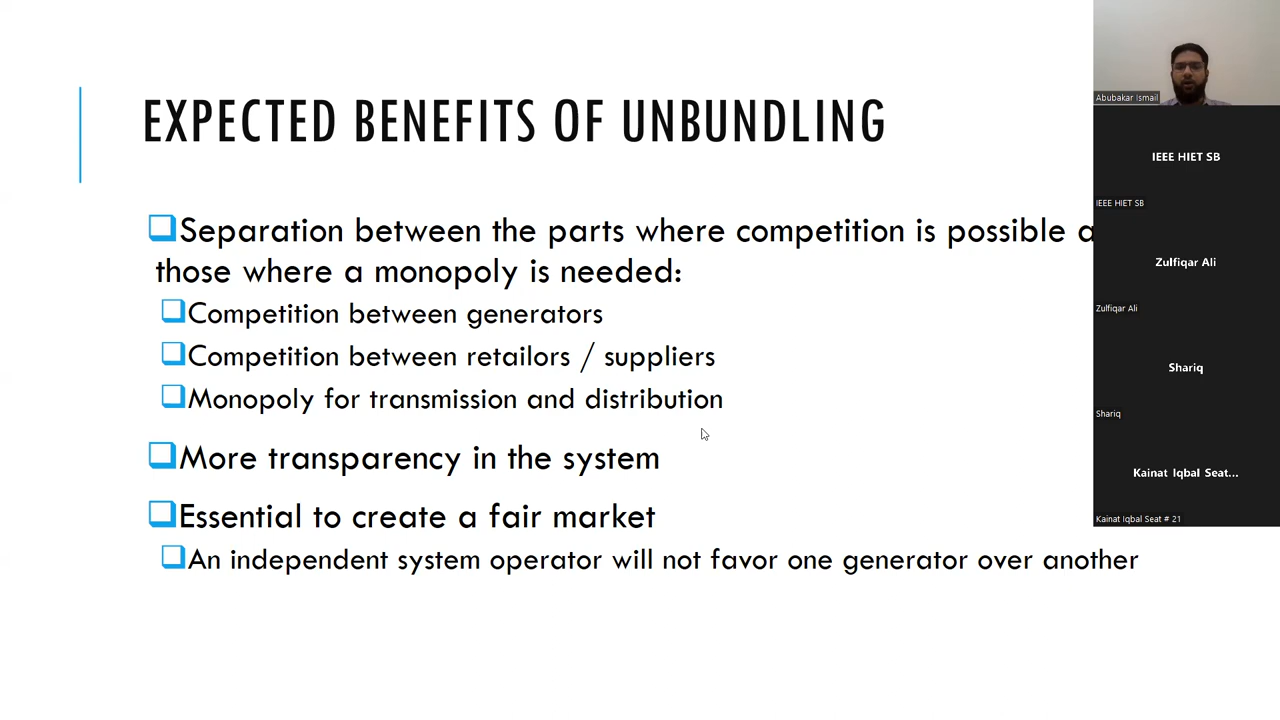 EXPECTED BENEFITS OF UNBUNDLING
Separation between the parts where competition is possible a
those where a monopoly is needed:
Competition between generators
Competition between retailors / suppliers
Monopoly for transmission and distribution
More transparency in the system
Essential to create a fair market
An independent system operator will not favor one generator over another
Abubakar Ismail
IEEE HIET SB
IEEE HIET SB
Zulfiqar Ali
Zulfiqar Ali
Shariq
Shariq
Kainat Iqbal Seat...
Kainat Iqbal Seat # 21